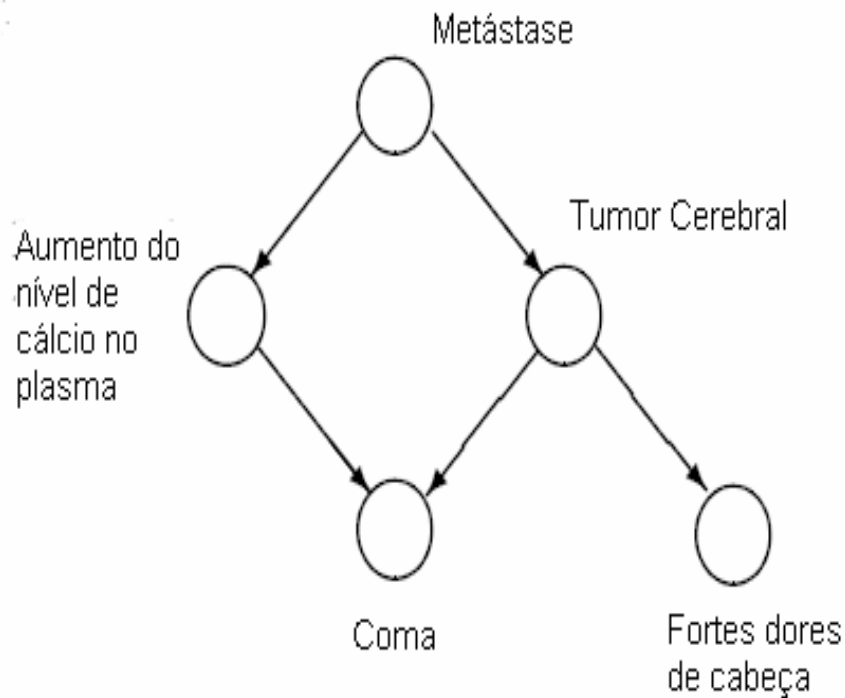 Metástase
Tumor Cerebral
Aumento do
nível de
cálcio no
plasma
Coma
Fortes dores
de cabeça